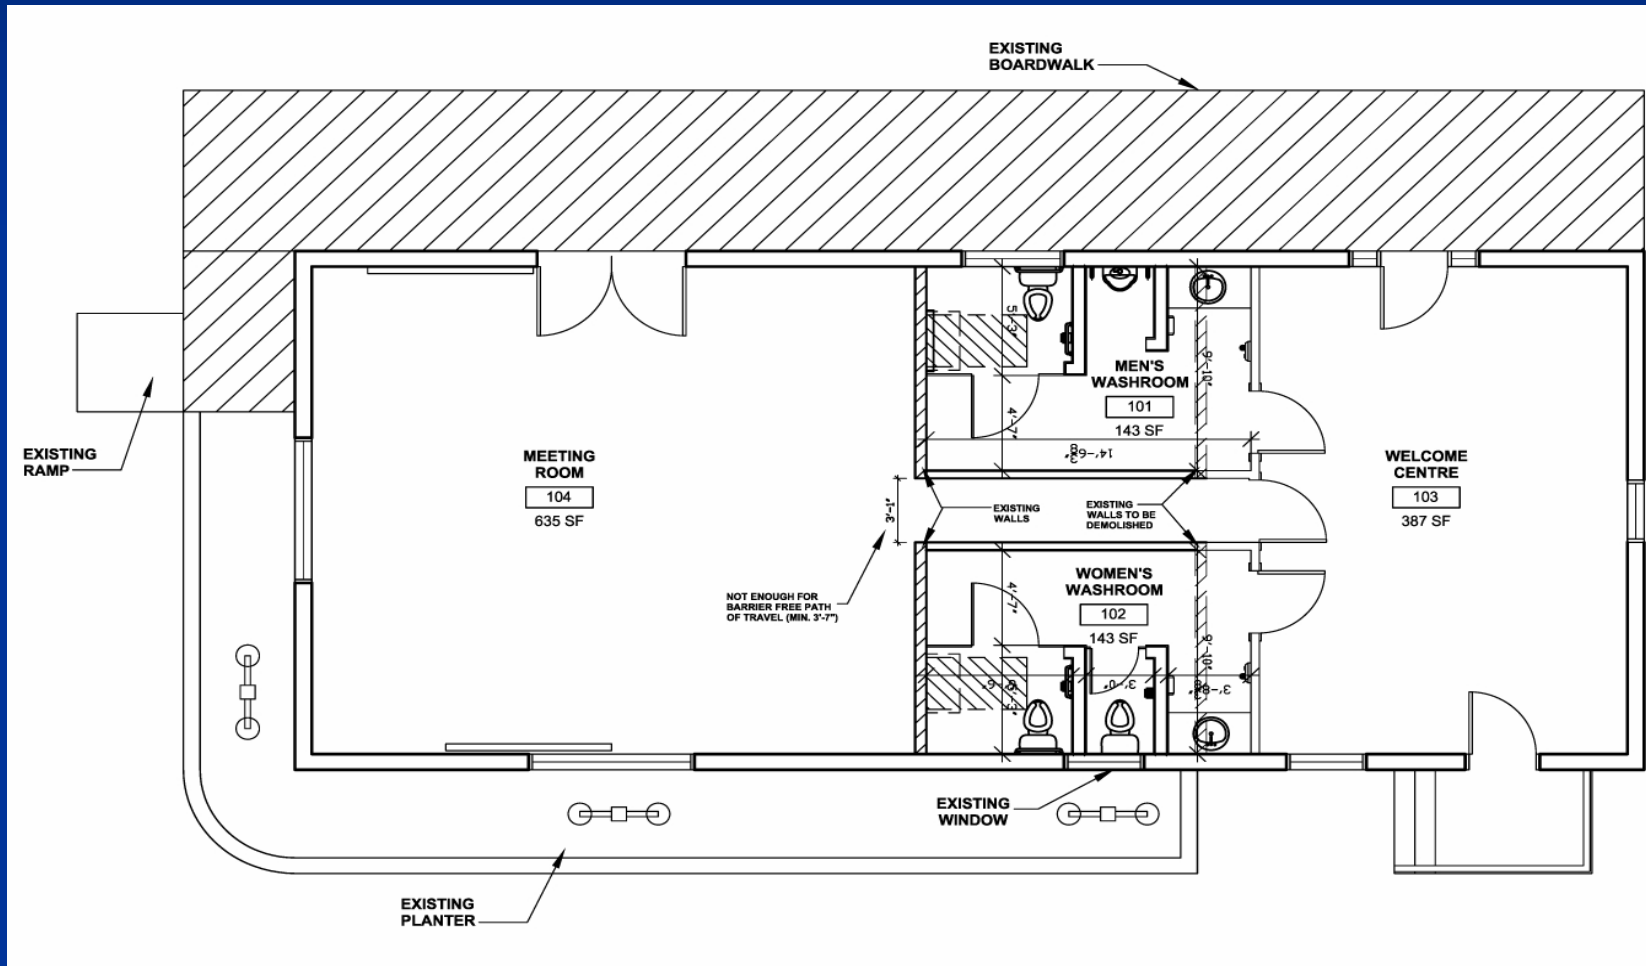 EXISTING
BOARDWALK
EXISTING
RAMP
MEETING
ROOM
104
635 SF
5'-3"
4'-7"
MEN'S
WASHROOM
101
143 SF
9'-10"
14'-6 3/8"
WELCOME
CENTRE
103
387 SF
3'-1"
EXISTING
WALLS
EXISTING
WALLS TO BE
DEMOLISHED
NOT ENOUGH FOR
BARRIER FREE PATH
OF TRAVEL (MIN. 3'-7")
4'-7"
WOMEN'S
WASHROOM
102
143 SF
9'-10"
3'-0"
5'-3"
EXISTING
WINDOW
EXISTING
PLANTER